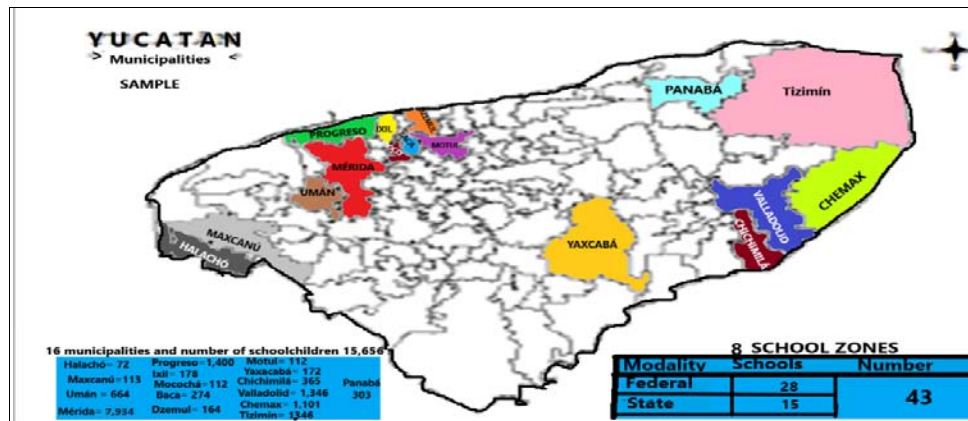 YUCATAN
> Municipalities <
SAMPLE
PANABÁ
Tizimín
PROGRESO
IXIL
MOTUL
MÉRIDA
UMÁN
CHEMAX
VALLADOLID
CHICHIMILÁ
YAXCABÁ
MAXCANÚ
HALACHÓ
16 municipalities and number of schoolchildren 15,656
Halachó= 72
Maxcanú=113
Umán = 664
Mérida = 7,934
Progreso=1,400
Ixil = 178
Mocochá=112
Baca = 274
Dzemul = 164
Motul= 112
Yaxacabá= 172
Chichimilá = 365
Valladolid = 1,346
Chemax = 1,101
Tizimín = 1346
Panabá
303
8 SCHOOL ZONES
Modality Schools Number
Federal 28
State 15
43